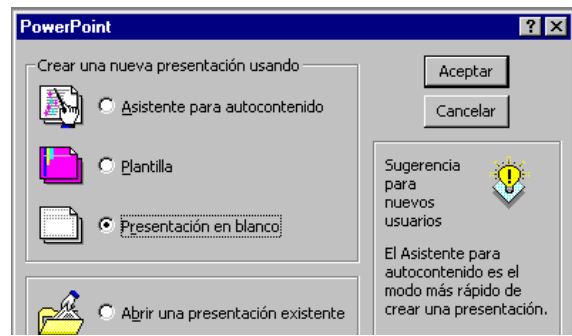 PowerPoint
Crear una nueva presentación usando
Asistente para autocontenido
Plantilla
Presentación en blanco
Abrir una presentación existente
Aceptar
Cancelar
Sugerencia
para
nuevos
usuarios
El Asistente para
autocontenido es el
modo más rápido de
crear una presentación.